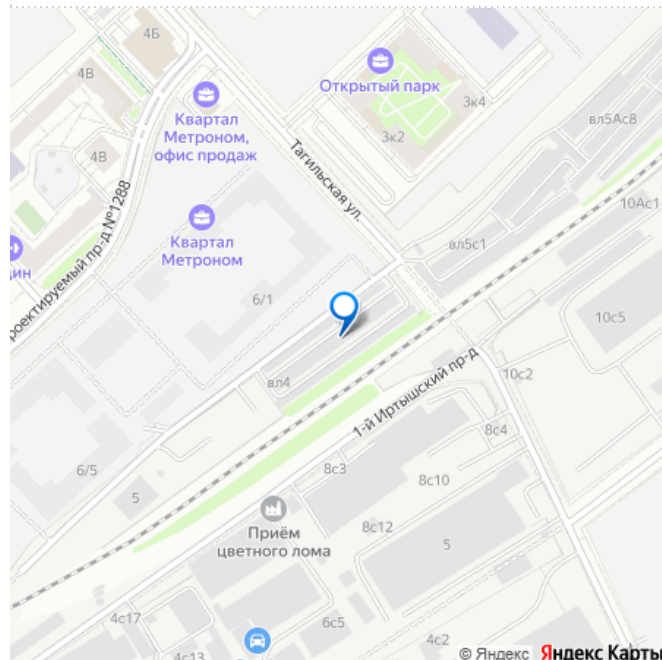 4Б
4В
4В
Открытый парк
3к4
3к2
вл5Ас8
Квартал
Метроном,
офис продаж
Тагильская ул.
10Ас1
вл5с1
Квартал
Метроном
роектируемый пр-д №1288
дин
6/1
10с5
10с2
вл4
1-й Иртышский пр-д
8с4
6/5
5
8с3
8с10
Приём
цветного лома
8с12
5
4с17
6с5
4с2
© Яндекс Яндекс Карты